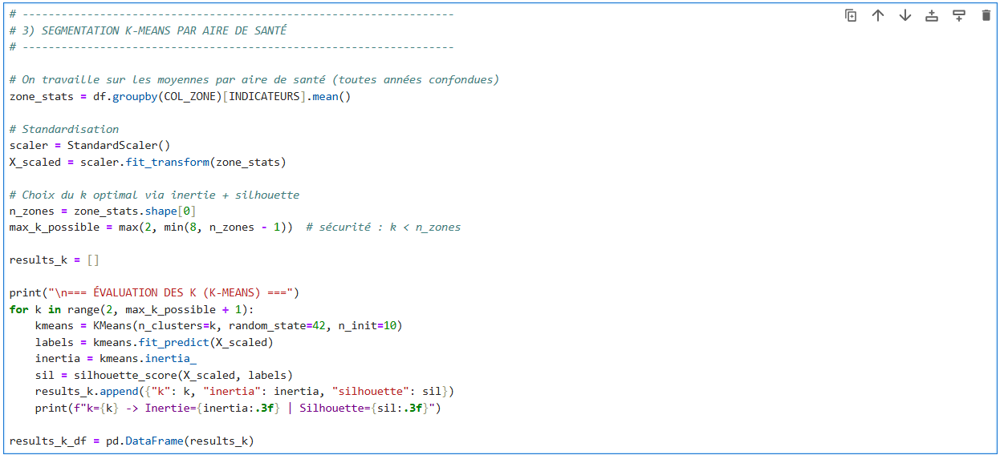 # -------------------------------------------------------------------
# 3) SEGMENTATION K-MEANS PAR AIRE DE SANTÉ
# -------------------------------------------------------------------
# On travaille sur les moyennes par aire de santé (toutes années confondues)
zone_stats = df.groupby(COL_ZONE)[INDICATEURS].mean()
# Standardisation
scaler = StandardScaler()
X_scaled = scaler.fit_transform(zone_stats)
# Choix du k optimal via inertie + silhouette
n_zones = zone_stats.shape[0]
max_k_possible = max(2, min(8, n_zones - 1))  # sécurité : k < n_zones
results_k = []
print("\n=== ÉVALUATION DES K (K-MEANS) ===")
for k in range(2, max_k_possible + 1):
    kmeans = KMeans(n_clusters=k, random_state=42, n_init=10)
    labels = kmeans.fit_predict(X_scaled)
    inertia = kmeans.inertia_
    sil = silhouette_score(X_scaled, labels)
    results_k.append({"k": k, "inertia": inertia, "silhouette": sil})
    print(f"k={k} -> Inertie={inertia:.3f} | Silhouette={sil:.3f}")
results_k_df = pd.DataFrame(results_k)